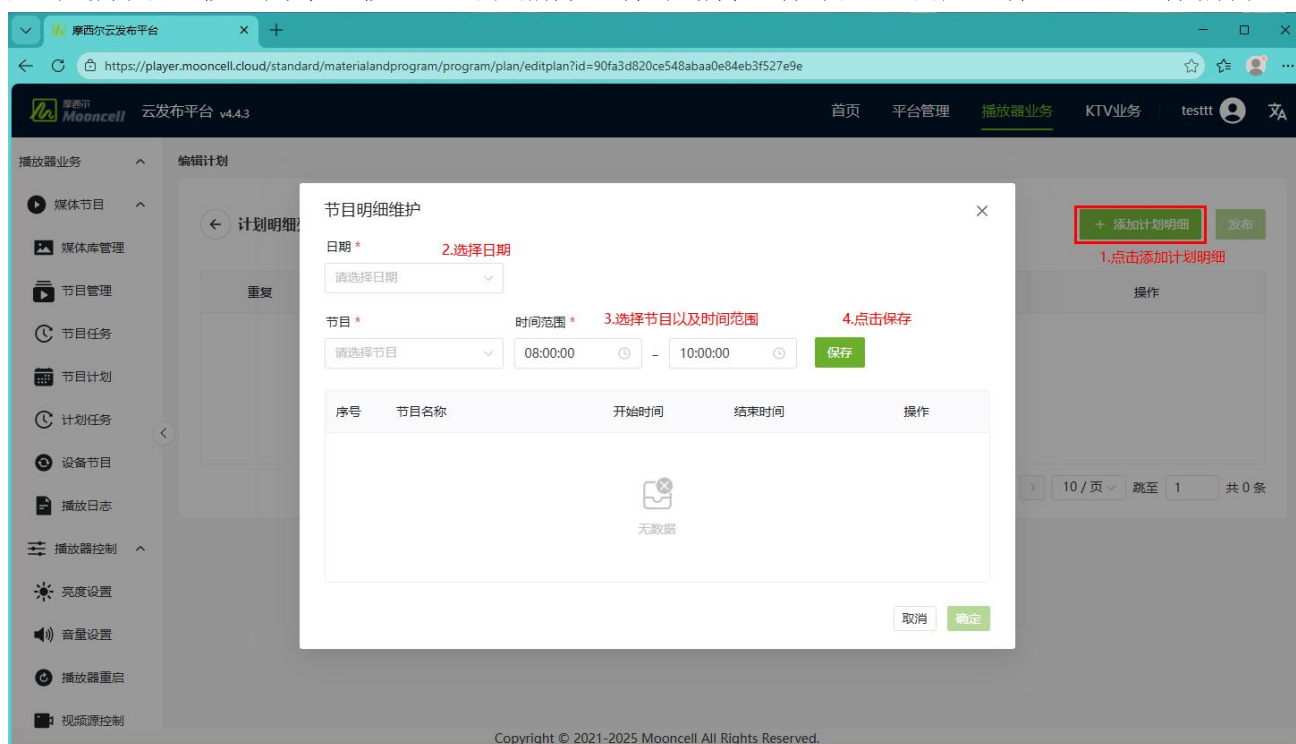 摩西尔云发布平台
https://player.mooncell.cloud/standard/materialandprogram/program/plan/editplan?id=90fa3d820ce548abaa0e84eb3f527e9e
摩西尔
Mooncell
云发布平台 v4.4.3
首页 平台管理 播放器业务 KTV业务 testtt
播放器业务
编辑计划
媒体节目
媒体库管理
节目管理
节目任务
节目计划
计划任务
设备节目
播放日志
播放器控制
亮度设置
音量设置
播放器重启
视频源控制
计划明细
+ 添加计划明细 发布
1.点击添加计划明细
重复 操作
节目明细维护
日期 * 2.选择日期
请选择日期
节目 * 时间范围 * 3.选择节目以及时间范围 4.点击保存
请选择节目 08:00:00 – 10:00:00 保存
序号 节目名称 开始时间 结束时间 操作
无数据
取消 确定
10 / 页 跳至 1 共 0 条
Copyright © 2021-2025 Mooncell All Rights Reserved.